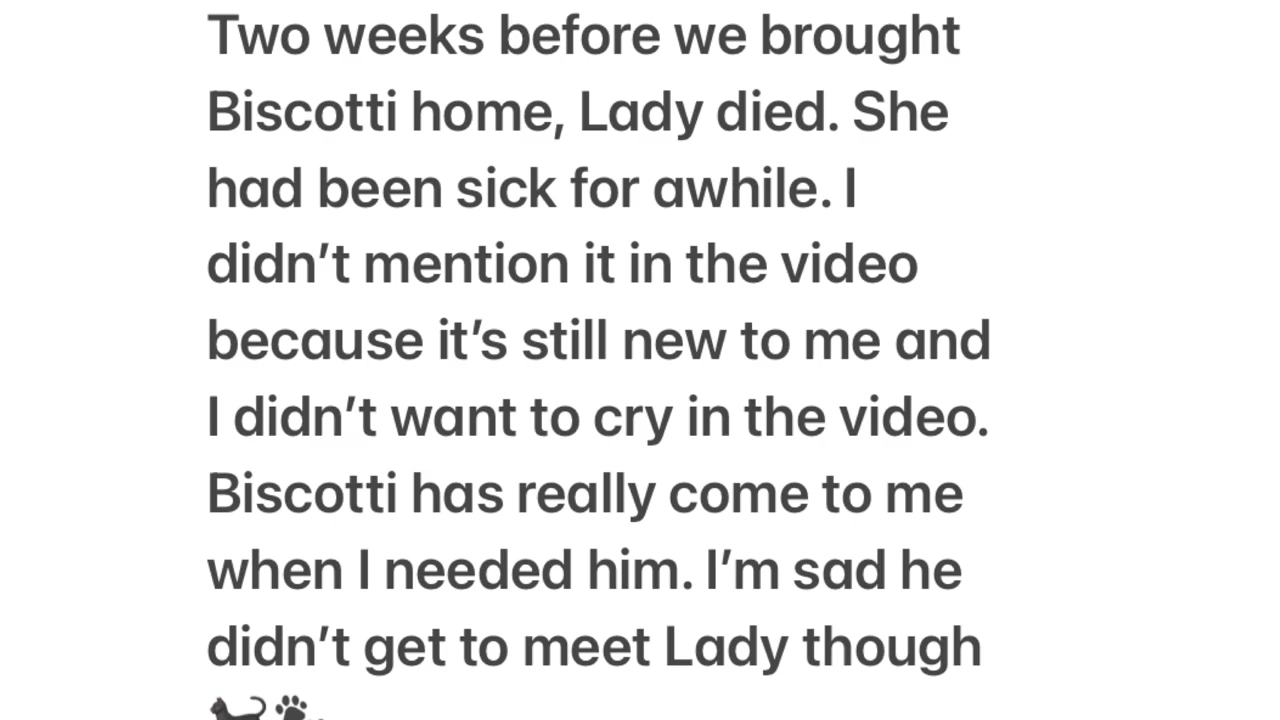 Two weeks before we brought
Biscotti home, Lady died. She
had been sick for awhile. I
didn’t mention it in the video
because it’s still new to me and
I didn’t want to cry in the video.
Biscotti has really come to me
when I needed him. I’m sad he
didn’t get to meet Lady though
🐈‍⬛🐾